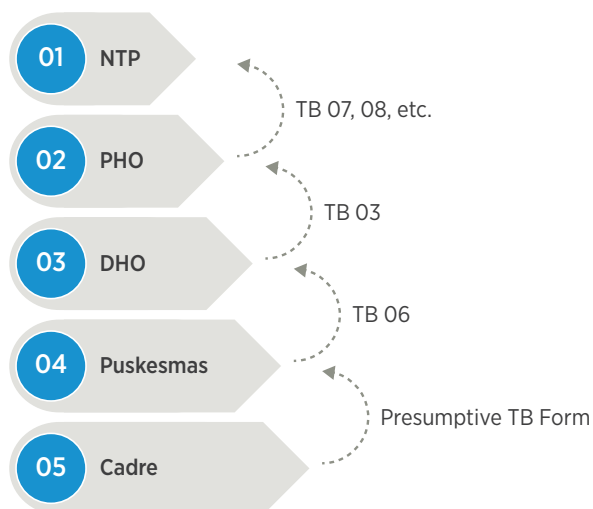 01 NTP
TB 07, 08, etc.
02 PHO
TB 03
03 DHO
TB 06
04 Puskesmas
Presumptive TB Form
05 Cadre